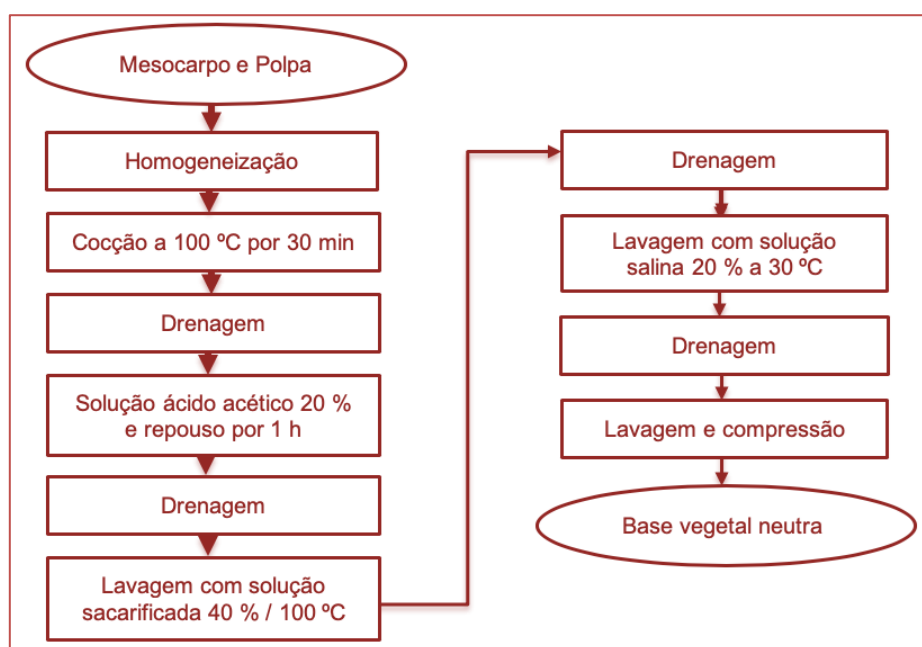 Mesocarpo e Polpa
Homogeneização
Cocção a 100 ºC por 30 min
Drenagem
Solução ácido acético 20 %
e repouso por 1 h
Drenagem
Lavagem com solução
sacarificada 40 % / 100 ºC
Drenagem
Lavagem com solução
salina 20 % a 30 ºC
Drenagem
Lavagem e compressão
Base vegetal neutra